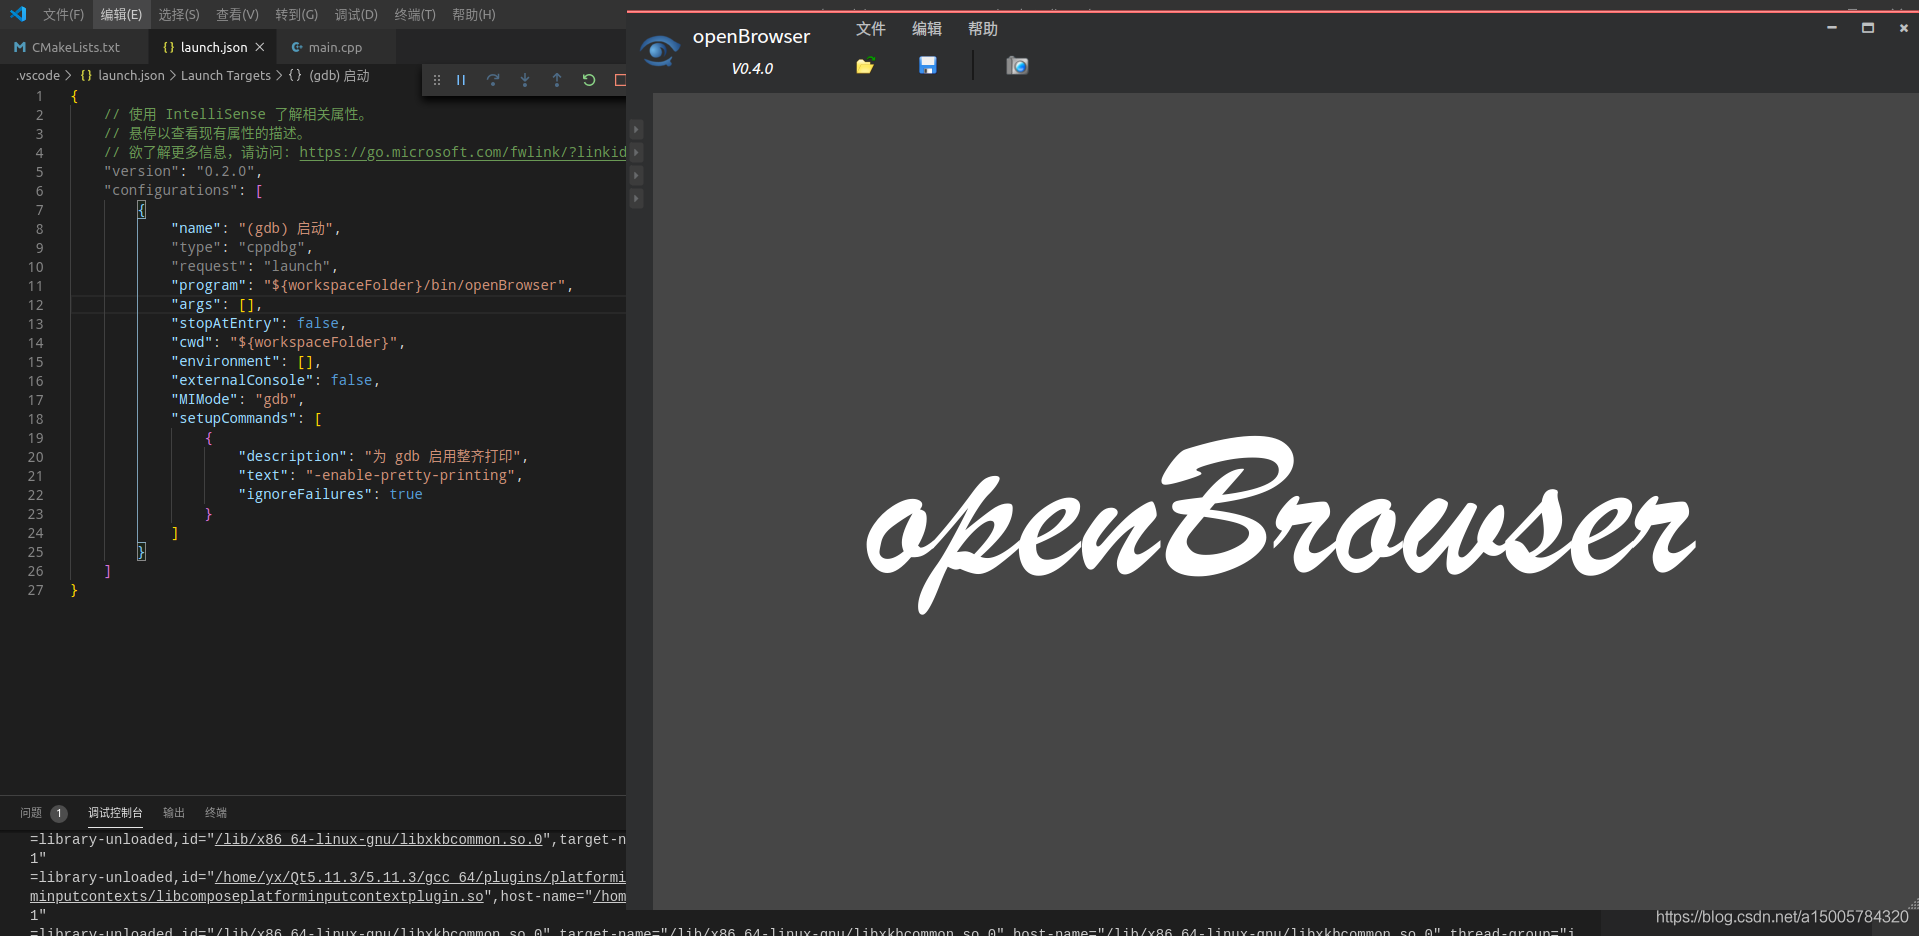 文件(F) 编辑(E) 选择(S) 查看(V) 转到(G) 调试(D) 终端(T) 帮助(H)
CMakeLists.txt {} launch.json × main.cpp
.vscode > {} launch.json > Launch Targets > {} (gdb) 启动
1 {
2 // 使用 IntelliSense 了解相关属性。
3 // 悬停以查看现有属性的描述。
4 // 欲了解更多信息，请访问: https://go.microsoft.com/fwlink/?linkid
5 "version": "0.2.0",
6 "configurations": [
7 {
8 "name": "(gdb) 启动",
9 "type": "cppdbg",
10 "request": "launch",
11 "program": "${workspaceFolder}/bin/openBrowser",
12 "args": [],
13 "stopAtEntry": false,
14 "cwd": "${workspaceFolder}",
15 "environment": [],
16 "externalConsole": false,
17 "MIMode": "gdb",
18 "setupCommands": [
19 {
20 "description": "为 gdb 启用整齐打印",
21 "text": "-enable-pretty-printing",
22 "ignoreFailures": true
23 }
24 ]
25 }
26 ]
27 }
问题 1 调试控制台 输出 终端
=library-unloaded,id="/lib/x86_64-linux-gnu/libxkbcommon.so.0",target-n
1"
=library-unloaded,id="/home/yx/Qt5.11.3/5.11.3/gcc_64/plugins/platformi
minputcontexts/libcomposeplatforminputcontextplugin.so",host-name="/hom
1"
=library-unloaded,id="/lib/x86_64-linux-gnu/libxkbcommon.so.0",target-name="/lib/x86_64-linux-gnu/libxkbcommon.so.0",host-name="/lib/x86_64-linux-gnu/libxkbcommon.so.0",thread-group="i
openBrowser
V0.4.0
文件 编辑 帮助
openBrowser
https://blog.csdn.net/a15005784320